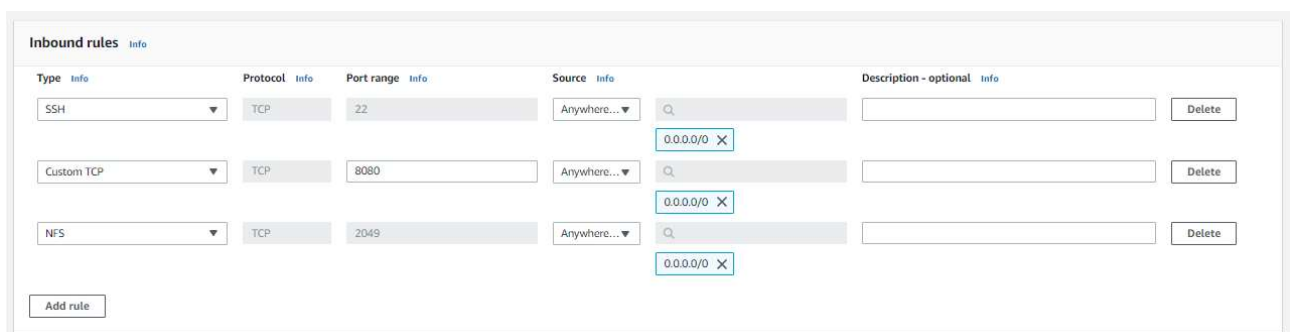 Inbound rules Info
Type Info Protocol Info Port range Info Source Info Description - optional Info
SSH TCP 22 Anywhere... Delete
0.0.0.0/0
Custom TCP TCP 8080 Anywhere... Delete
0.0.0.0/0
NFS TCP 2049 Anywhere... Delete
0.0.0.0/0
Add rule